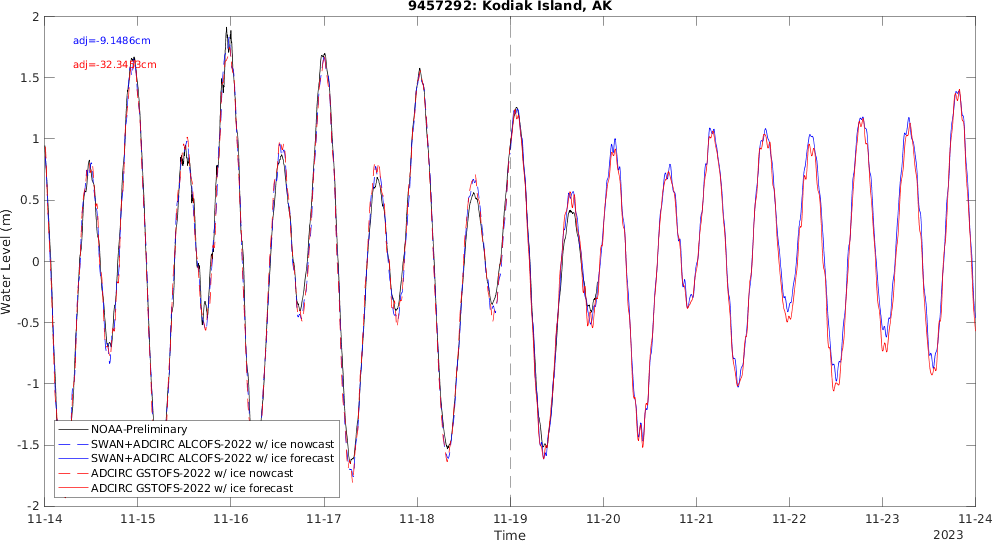 9457292: Kodiak Island, AK
adj=-9.1486cm
adj=-32.3433cm
Water Level (m)
2
1.5
1
0.5
0
-0.5
-1
-1.5
-2
NOAA-Preliminary
SWAN+ADCIRC ALCOFS-2022 w/ ice nowcast
SWAN+ADCIRC ALCOFS-2022 w/ ice forecast
ADCIRC GSTOFS-2022 w/ ice nowcast
ADCIRC GSTOFS-2022 w/ ice forecast
11-14 11-15 11-16 11-17 11-18 11-19 11-20 11-21 11-22 11-23 11-24
Time
2023